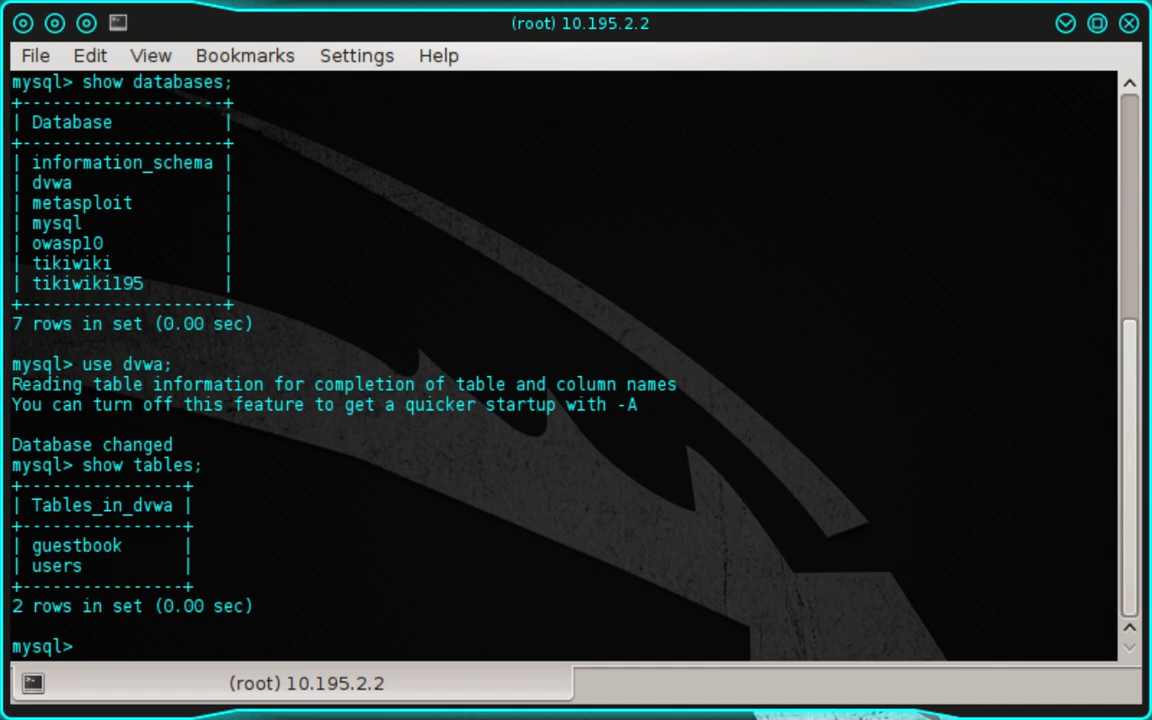 (root) 10.195.2.2
File Edit View Bookmarks Settings Help
mysql> show databases;
+--------------------+
| Database           |
+--------------------+
| information_schema |
| dvwa               |
| metasploit         |
| mysql              |
| owasp10            |
| tikiwiki           |
| tikiwiki195        |
+--------------------+
7 rows in set (0.00 sec)
mysql> use dvwa;
Reading table information for completion of table and column names
You can turn off this feature to get a quicker startup with -A
Database changed
mysql> show tables;
+----------------+
| Tables_in_dvwa |
+----------------+
| guestbook      |
| users          |
+----------------+
2 rows in set (0.00 sec)
mysql>
(root) 10.195.2.2